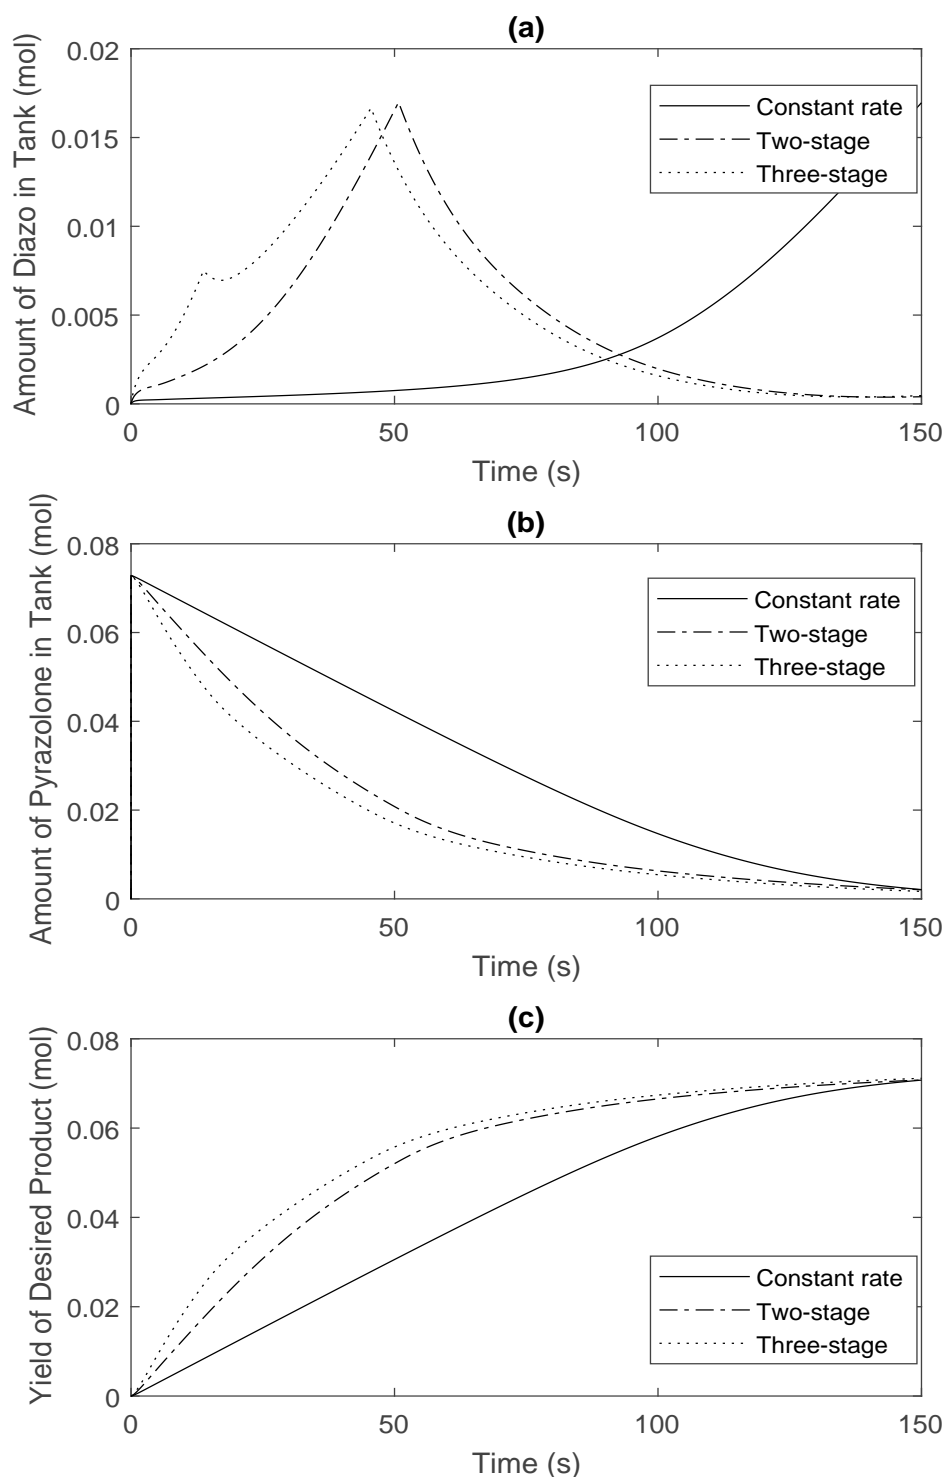 (a)
Amount of Diazo in Tank (mol)
0.02
0.015
0.01
0.005
0
Constant rate
Two-stage
Three-stage
0 50 100 150
Time (s)
(b)
Amount of Pyrazolone in Tank (mol)
0.08
0.06
0.04
0.02
0
Constant rate
Two-stage
Three-stage
0 50 100 150
Time (s)
(c)
Yield of Desired Product (mol)
0.08
0.06
0.04
0.02
0
Constant rate
Two-stage
Three-stage
0 50 100 150
Time (s)